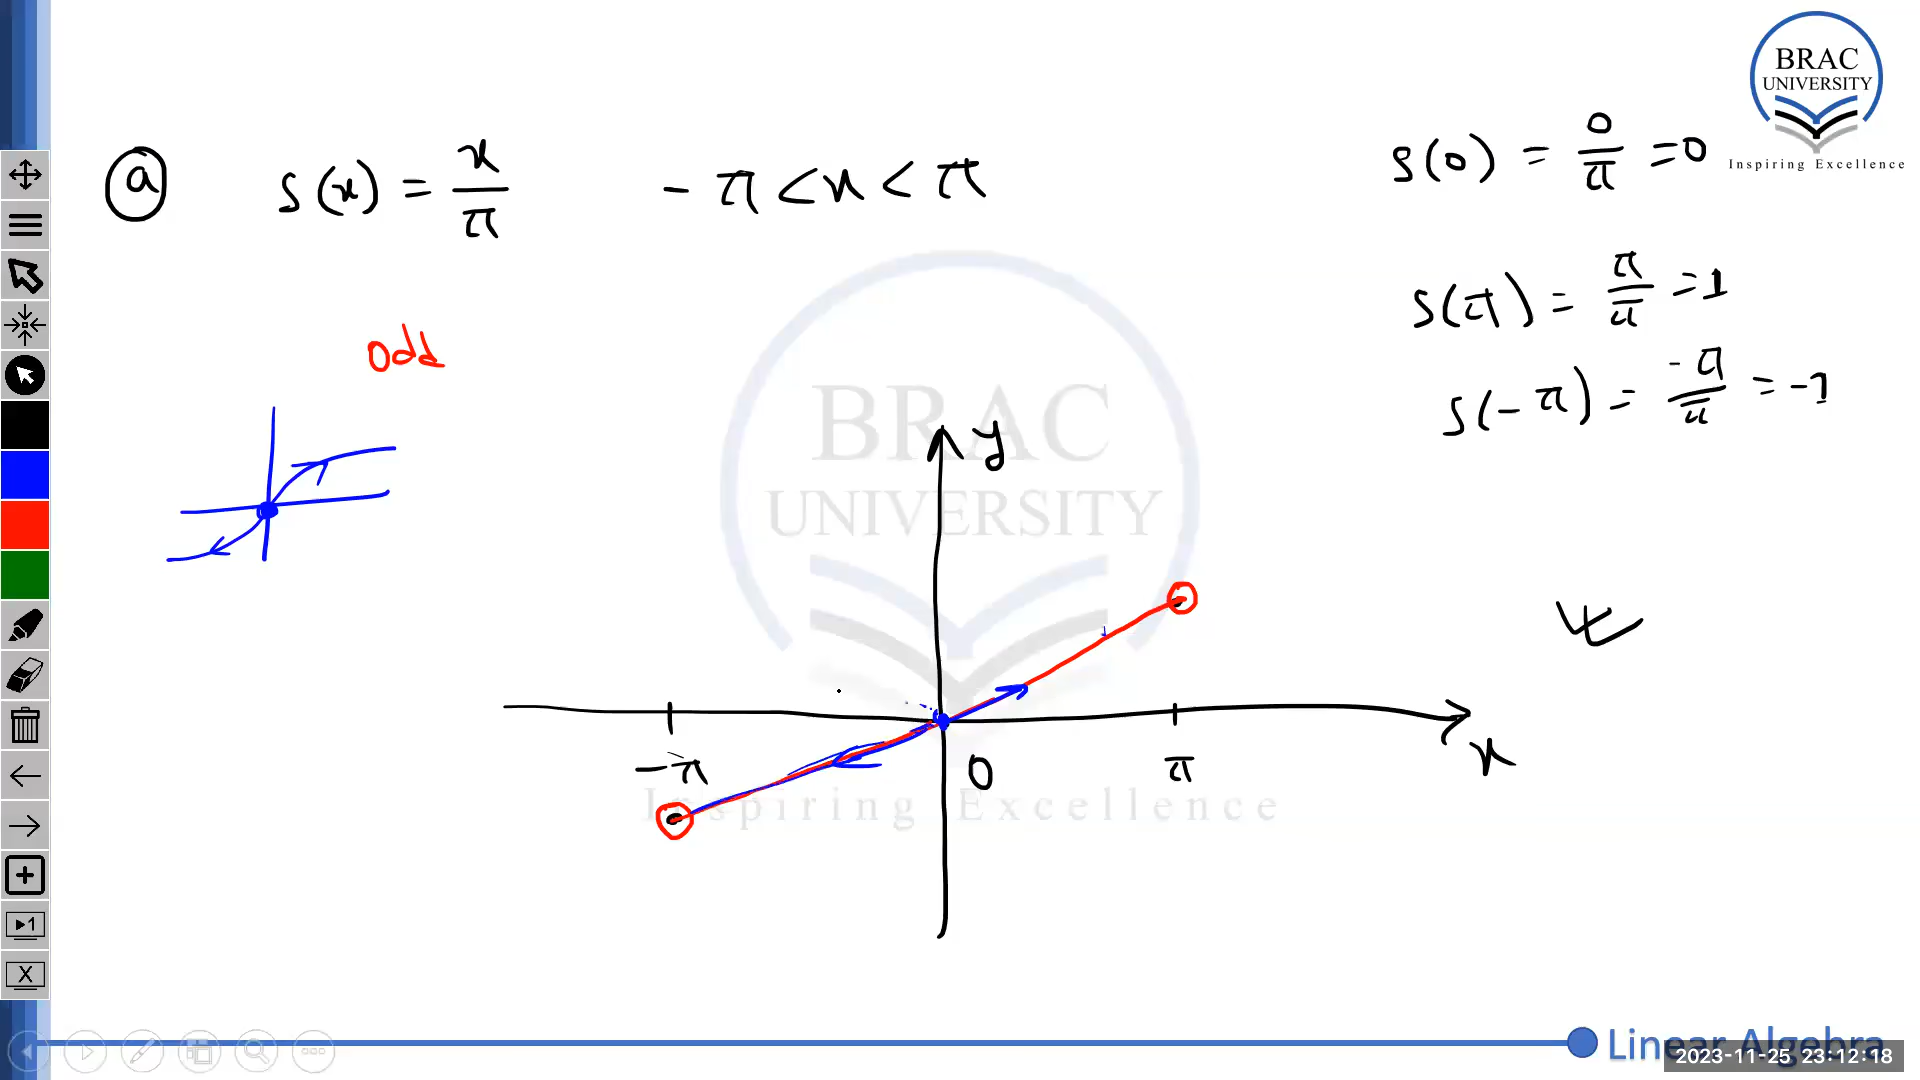 BRAC
UNIVERSITY
Inspiring Excellence
ⓐ s(x) = x/π   -π < x < π
s(0) = 0/π = 0
s(π) = π/π = 1
s(-π) = -π/π = -1
odd
BRAC
UNIVERSITY
Inspiring Excellence
y
-π 0 π x
▶1
X
Linear Algebra
2023-11-25 23:12:18